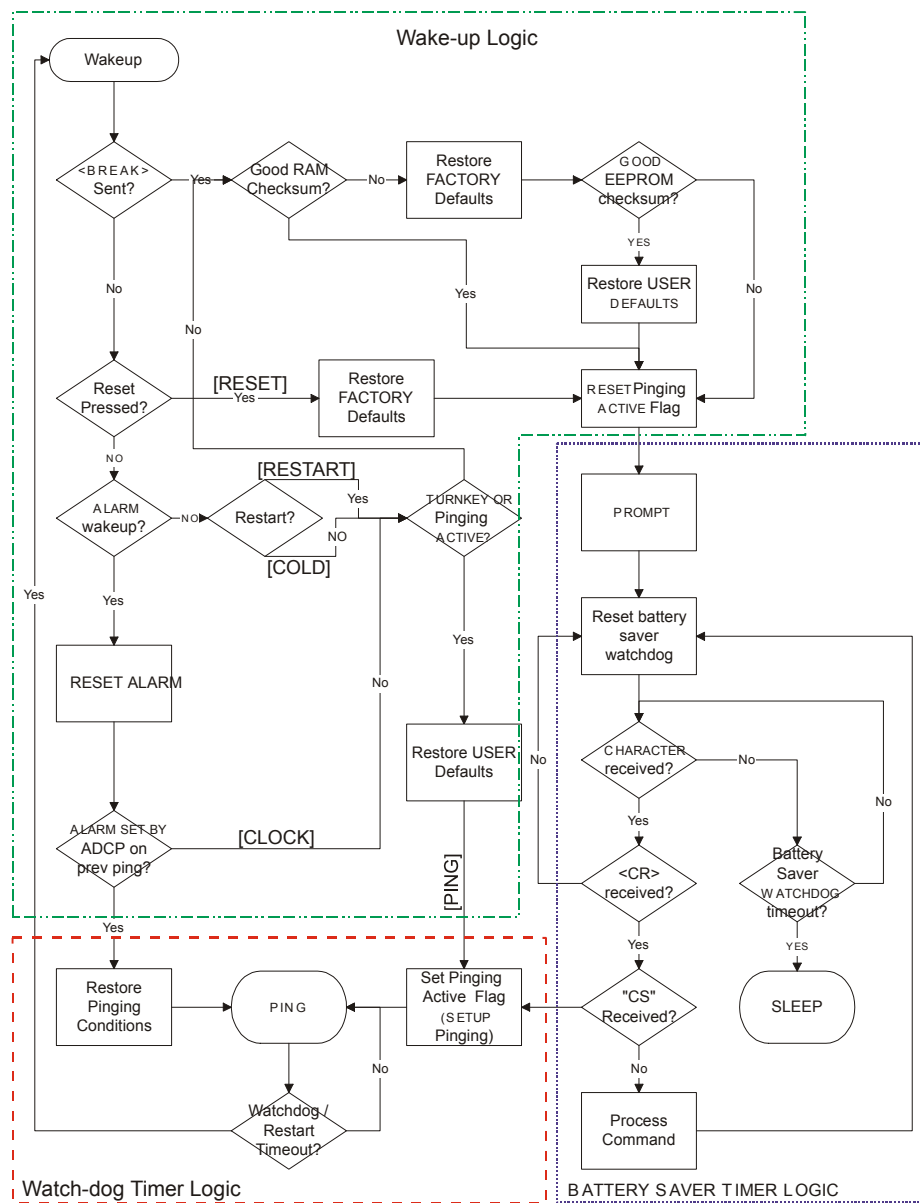 Wake-up Logic
Wakeup
<BREAK>
Sent?
Yes
Good RAM
Checksum?
No
Restore
FACTORY
Defaults
GOOD
EEPROM
checksum?
YES
Restore USER
DEFAULTS
No
Yes
No
No
Reset
Pressed?
[RESET]
Yes
Restore
FACTORY
Defaults
RESET Pinging
ACTIVE Flag
NO
ALARM
wakeup?
NO
Restart?
[RESTART]
Yes
NO
[COLD]
TURNKEY OR
Pinging
ACTIVE?
PROMPT
Yes
Yes
Yes
Reset battery
saver
watchdog
RESET ALARM
No
Restore USER
Defaults
CHARACTER
received?
No
No
No
Yes
ALARM SET BY
ADCP on
prev ping?
[CLOCK]
[PING]
<CR>
received?
Battery
Saver
WATCHDOG
timeout?
Yes
Yes
YES
Restore
Pinging
Conditions
PING
Set Pinging
Active Flag
(SETUP
Pinging)
"CS"
Received?
SLEEP
No
No
Watchdog /
Restart
Timeout?
Process
Command
Watch-dog Timer Logic
BATTERY SAVER TIMER LOGIC